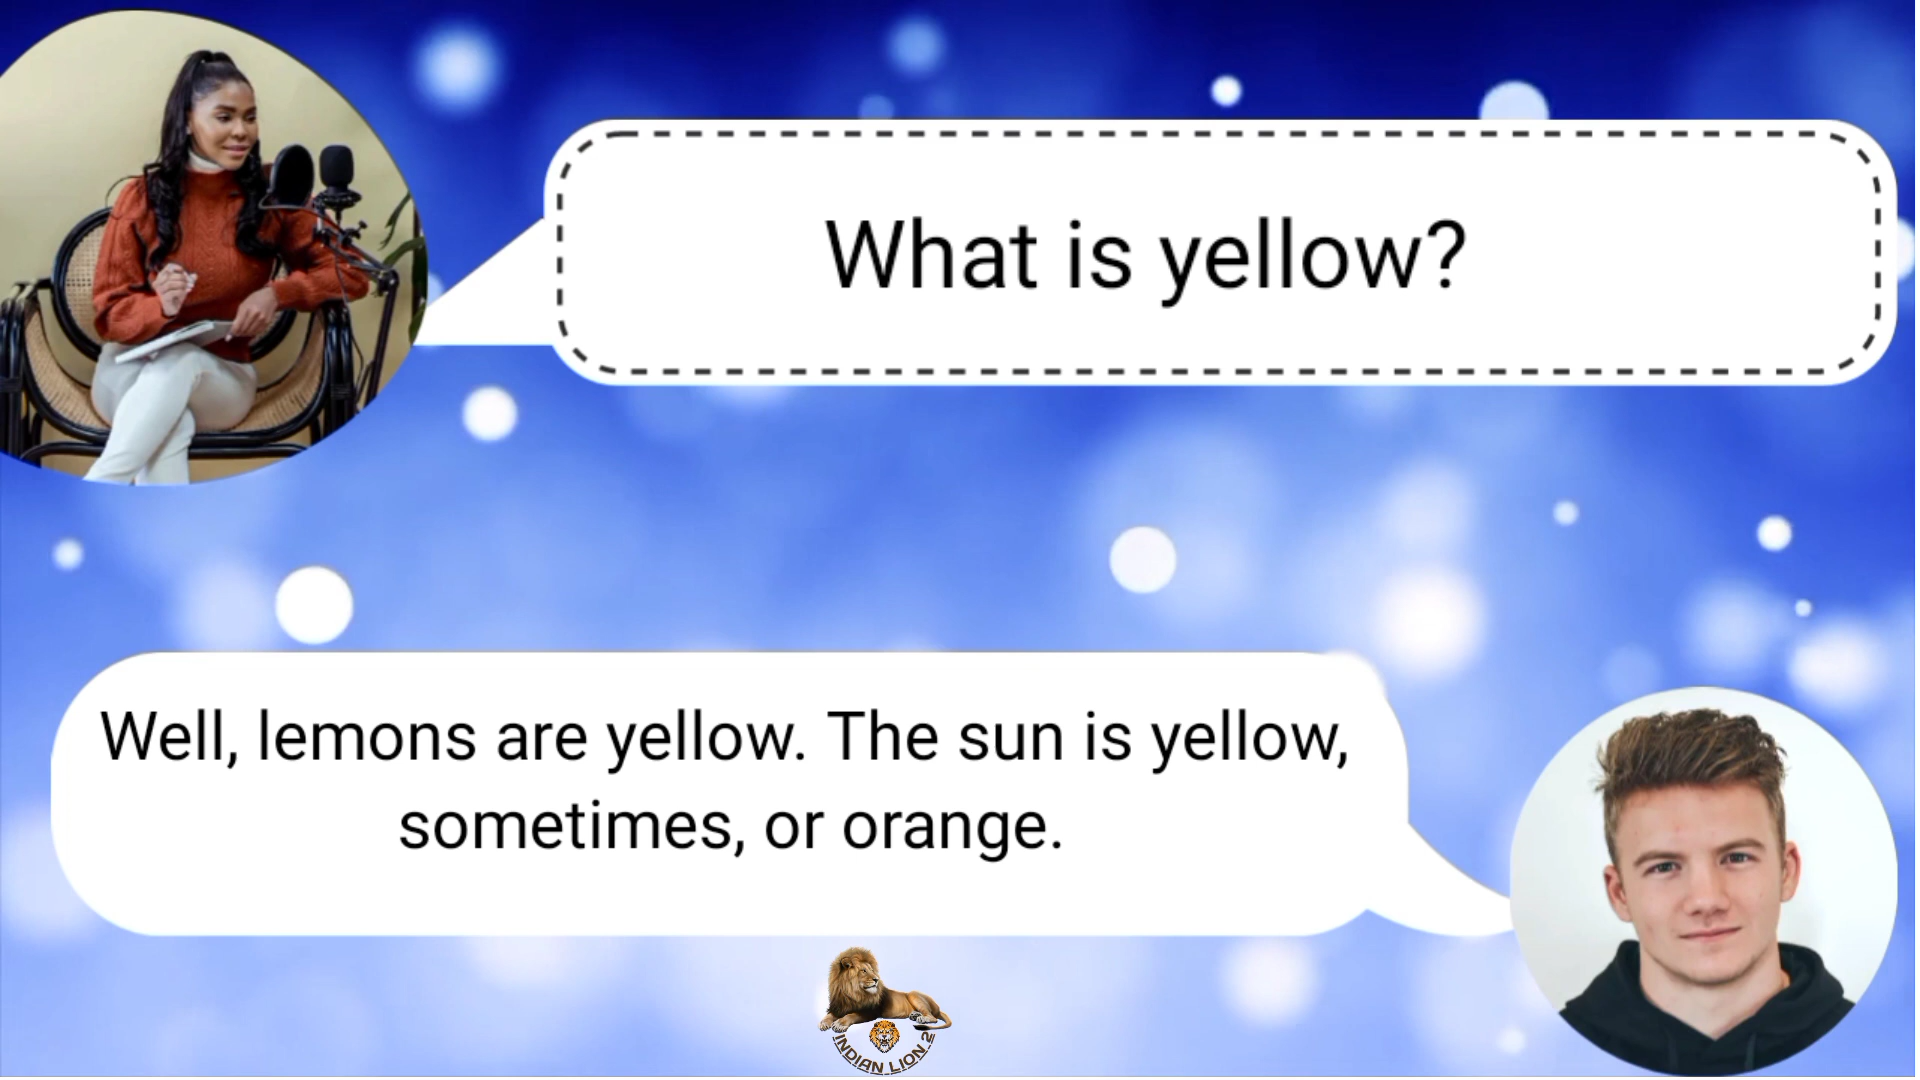 What is yellow?
Well, lemons are yellow. The sun is yellow,
sometimes, or orange.
INDIAN LION 2